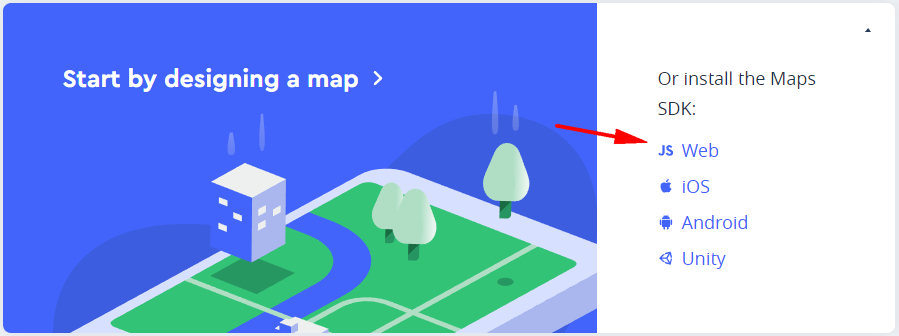 Start by designing a map
Or install the Maps
SDK:
JS Web
iOS
Android
Unity